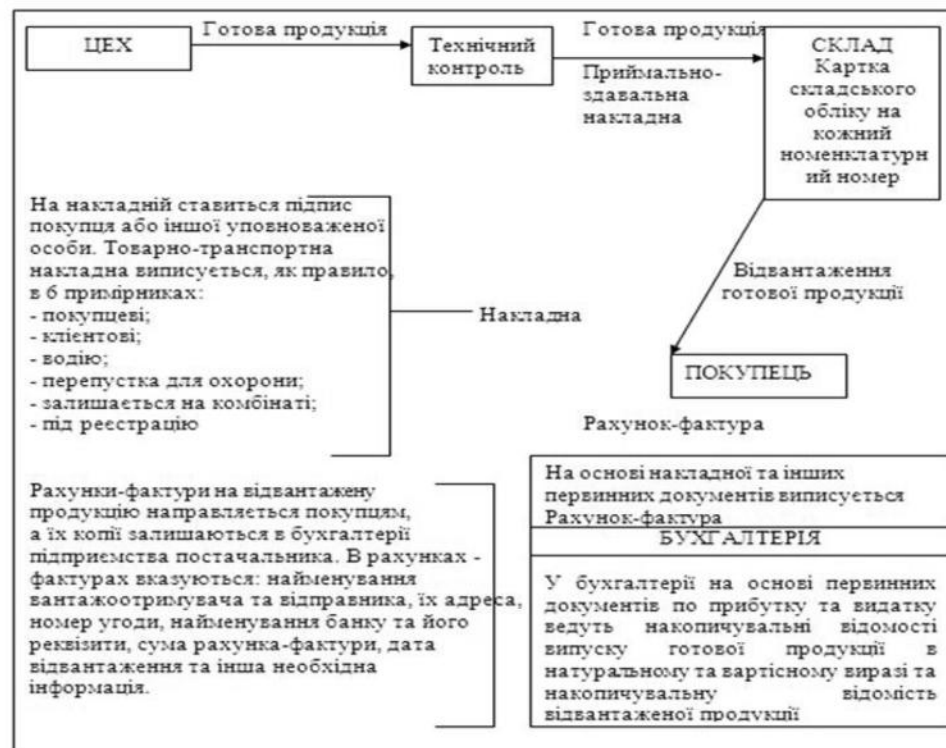 ЦЕХ
Готова продукція
Технічний
контроль
Готова продукція
Приймально-
здавальна
накладна
СКЛАД
Картка
складського
обліку на
кожний
номенклатурн
ий номер
На накладній ставиться підпис
покупця або іншої уповноваженої
особи. Товарно-транспортна
накладна виписується, як правило,
в 6 примірниках:
- покупцеві;
- клієнтові;
- водію;
- перепустка для охорони;
- залишається на комбінаті;
- під реєстрацію
Накладна
Відвантаження
готової продукції
ПОКУПЕЦЬ
Рахунок-фактура
Рахунки-фактури на відвантажену
продукцію направляється покупцям,
а їх копії залишаються в бухгалтерії
підприємства постачальника. В рахунках -
фактурах вказуються: найменування
вантажоотримувача та відправника, їх адреса,
номер угоди, найменування банку та його
реквізити, сума рахунка-фактури, дата
відвантаження та інша необхідна
інформація.
На основі накладної та інших
первинних документів виписується
Рахунок-фактура
БУХГАЛТЕРІЯ
У бухгалтерії на основі первинних
документів по прибутку та видатку
ведуть накопичувальні відомості
випуску готової продукції в
натуральному та вартісному виразі та
накопичувальну відомість
відвантаженої продукції